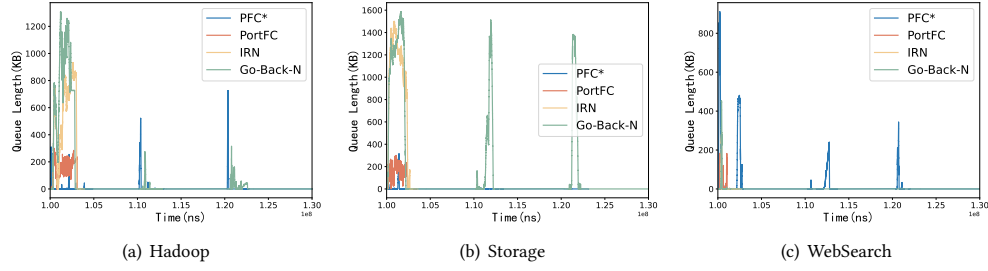 1200
1000
800
600
400
200
0
Queue Length(KB)
PFC*
PortFC
IRN
Go-Back-N
1.00 1.05 1.10 1.15 1.20 1.25 1.30
Time(ns)
1e8
(a) Hadoop
1600
1400
1200
1000
800
600
400
200
0
Queue Length(KB)
PFC*
PortFC
IRN
Go-Back-N
1.00 1.05 1.10 1.15 1.20 1.25 1.30
Time(ns)
1e8
(b) Storage
800
600
400
200
0
Queue Length(KB)
PFC*
PortFC
IRN
Go-Back-N
1.00 1.05 1.10 1.15 1.20 1.25 1.30
Time(ns)
1e8
(c) WebSearch